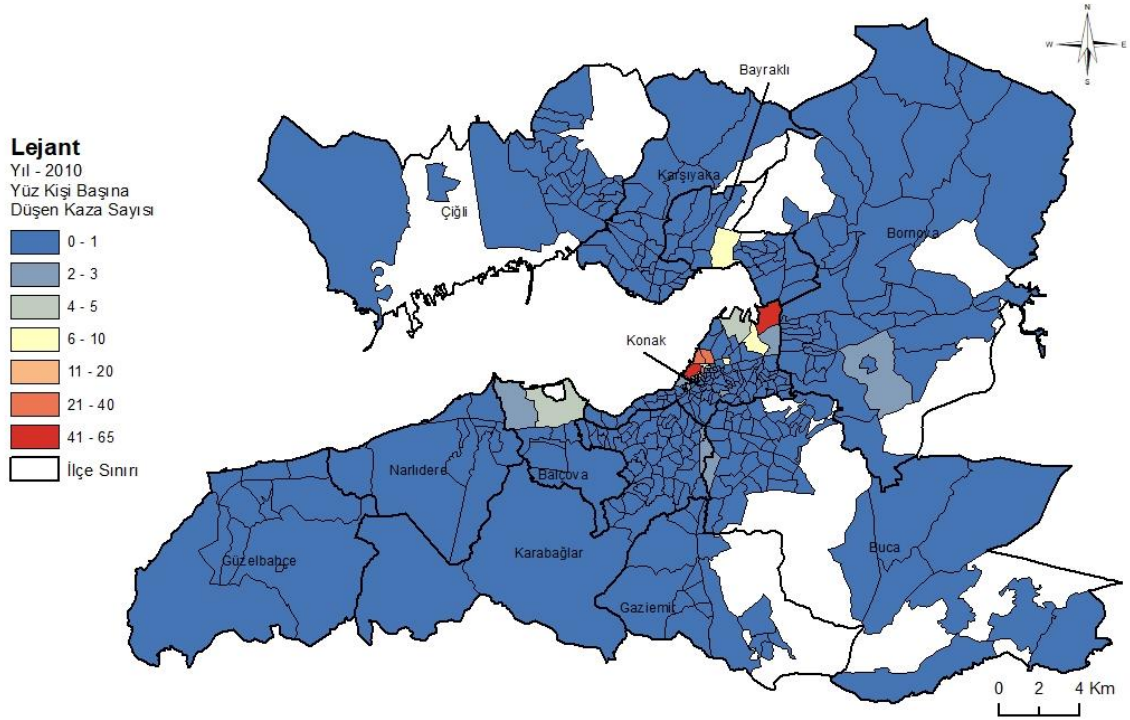 N
W
E
S
Bayraklı
Lejant
Yıl - 2010
Yüz Kişi Başına
Düşen Kaza Sayısı
0 - 1
2 - 3
4 - 5
6 - 10
11 - 20
21 - 40
41 - 65
İlçe Sınırı
Karşıyaka
Çiğli
Bornova
Konak
Narlıdere
Balçova
Güzelbahçe
Karabağlar
Buca
Gaziemir
0 2 4 Km